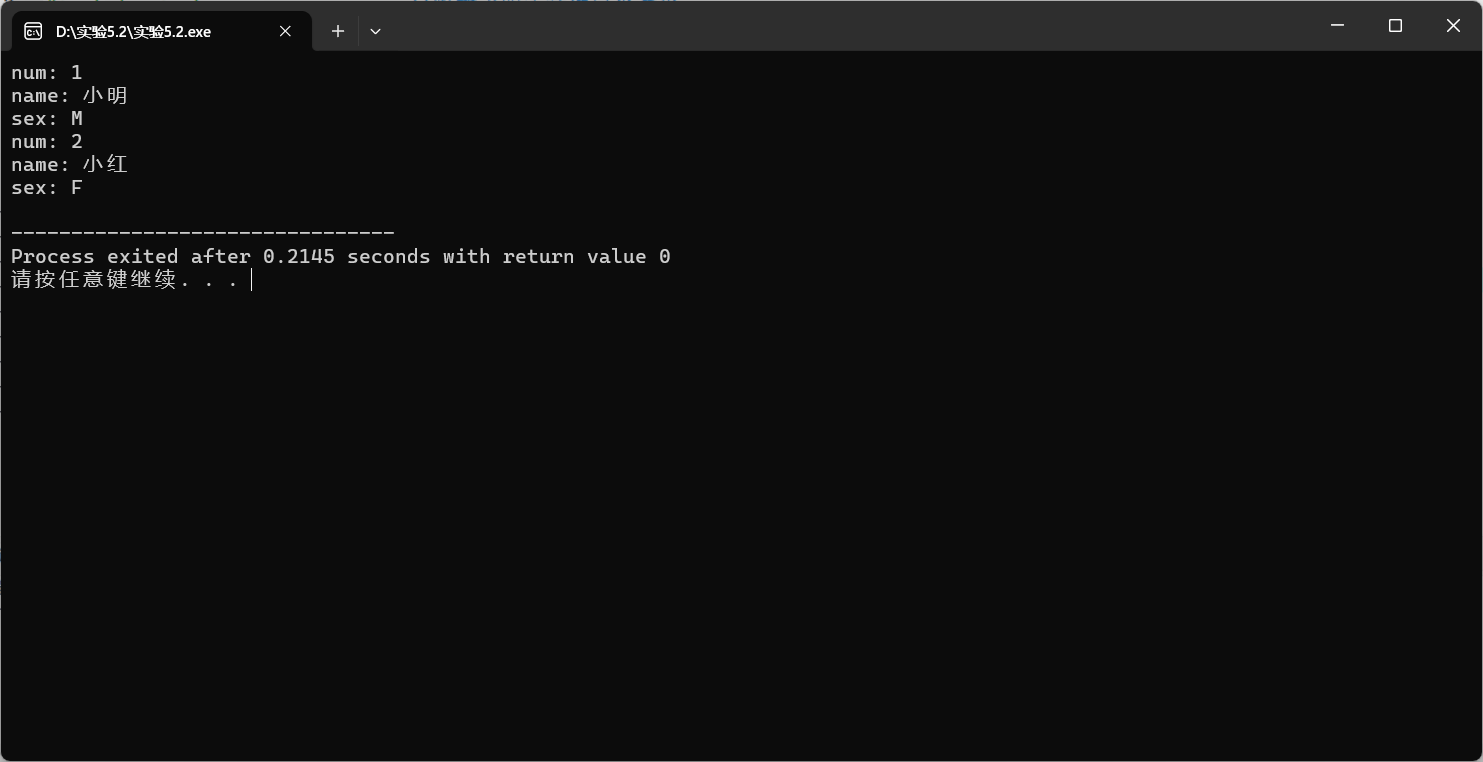 D:\实验5.2\实验5.2.exe
num: 1
name: 小明
sex: M
num: 2
name: 小红
sex: F
--------------------------------
Process exited after 0.2145 seconds with return value 0
请按任意键继续. . .